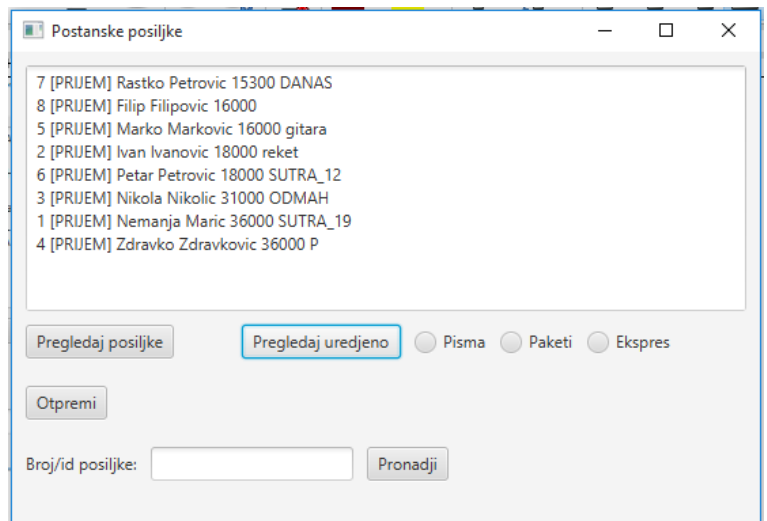 Postanske posiljke
7 [PRIJEM] Rastko Petrovic 15300 DANAS
8 [PRIJEM] Filip Filipovic 16000
5 [PRIJEM] Marko Markovic 16000 gitara
2 [PRIJEM] Ivan Ivanovic 18000 reket
6 [PRIJEM] Petar Petrovic 18000 SUTRA_12
3 [PRIJEM] Nikola Nikolic 31000 ODMAH
1 [PRIJEM] Nemanja Maric 36000 SUTRA_19
4 [PRIJEM] Zdravko Zdravkovic 36000 P
Pregledaj posiljke Pregledaj uredjeno Pisma Paketi Ekspres
Otpremi
Broj/id posiljke: Pronadji